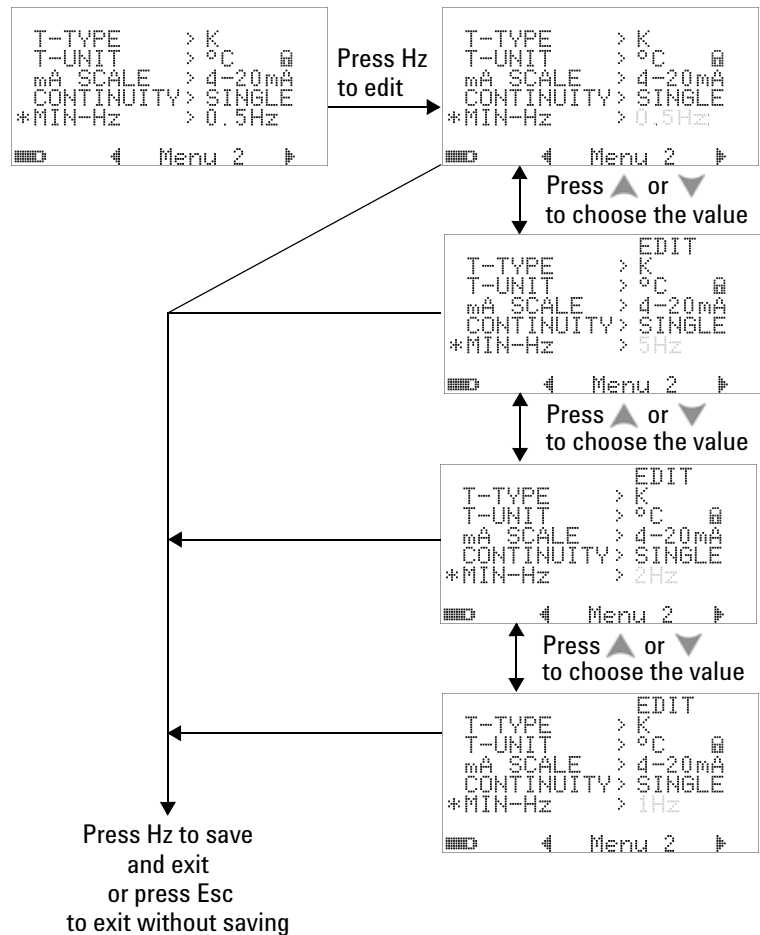 T-TYPE > K
T-UNIT > °C
mA SCALE > 4-20mA
CONTINUITY> SINGLE
*MIN-Hz > 0.5Hz
Menu 2
Press Hz
to edit
T-TYPE > K
T-UNIT > °C
mA SCALE > 4-20mA
CONTINUITY> SINGLE
*MIN-Hz > 0.5Hz
Menu 2
Press ▲ or ▼
to choose the value
EDIT
T-TYPE > K
T-UNIT > °C
mA SCALE > 4-20mA
CONTINUITY> SINGLE
*MIN-Hz > 5Hz
Menu 2
Press ▲ or ▼
to choose the value
EDIT
T-TYPE > K
T-UNIT > °C
mA SCALE > 4-20mA
CONTINUITY> SINGLE
*MIN-Hz > 2Hz
Menu 2
Press ▲ or ▼
to choose the value
EDIT
T-TYPE > K
T-UNIT > °C
mA SCALE > 4-20mA
CONTINUITY> SINGLE
*MIN-Hz > 1Hz
Menu 2
Press Hz to save
and exit
or press Esc
to exit without saving